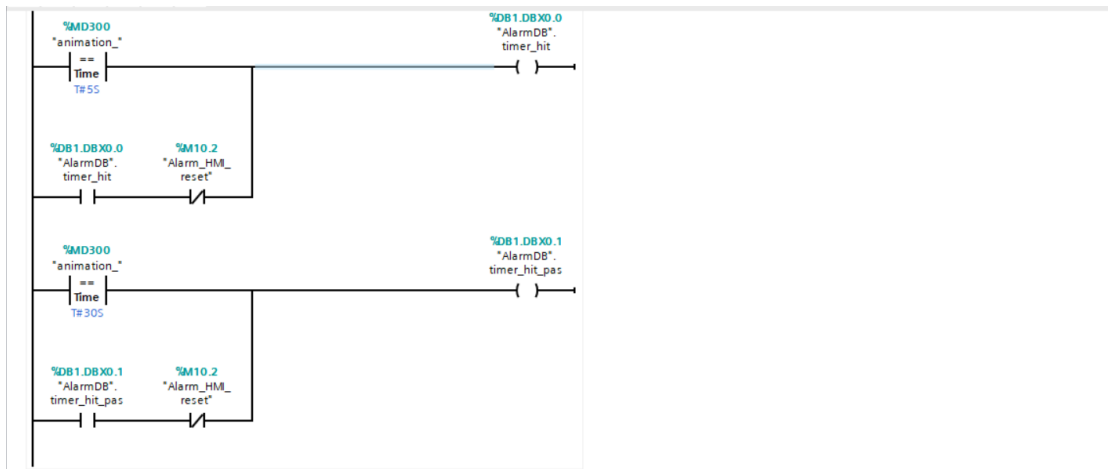 %MD300
"animation_"
==
Time
T#5S
%DB1.DBX0.0
"AlarmDB".
timer_hit
%DB1.DBX0.0
"AlarmDB".
timer_hit
%M10.2
"Alarm_HMI_
reset"
%MD300
"animation_"
==
Time
T#30S
%DB1.DBX0.1
"AlarmDB".
timer_hit_pas
%DB1.DBX0.1
"AlarmDB".
timer_hit_pas
%M10.2
"Alarm_HMI_
reset"